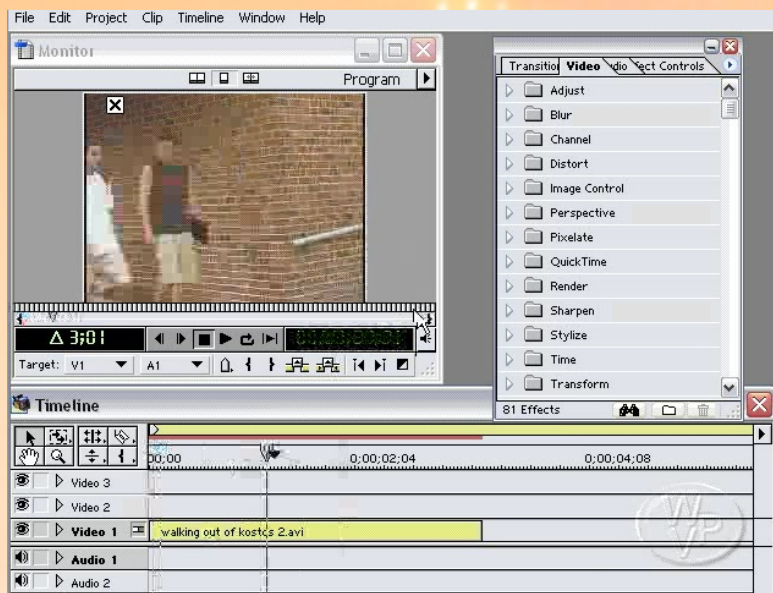 File Edit Project Clip Timeline Window Help
Monitor
Program
Δ 3;01
Target: V1 A1
Transition Video Effect Controls
Adjust
Blur
Channel
Distort
Image Control
Perspective
Pixelate
QuickTime
Render
Sharpen
Stylize
Time
Transform
81 Effects
Timeline
00;00 0;00;02;04 0;00;04;08
Video 3
Video 2
Video 1 walking out of kostos 2.avi
Audio 1
Audio 2
WVP